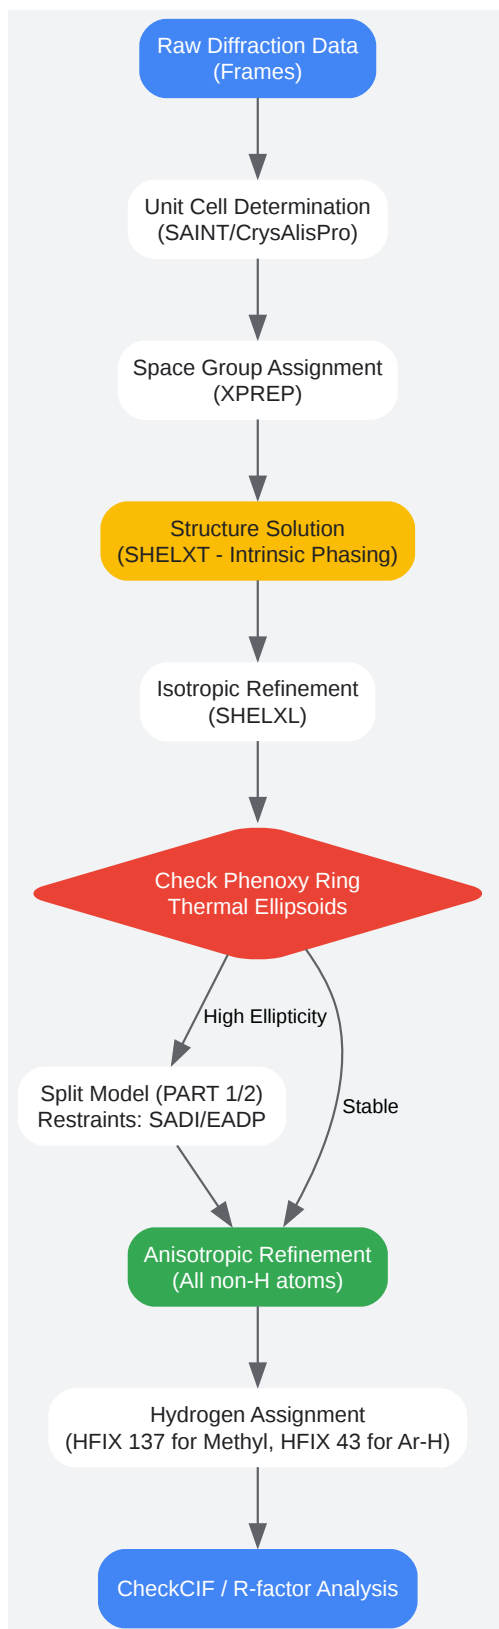 Raw Diffraction Data
(Frames)
Unit Cell Determination
(SAINT/CrysAlisPro)
Space Group Assignment
(XPREP)
Structure Solution
(SHELXT - Intrinsic Phasing)
Isotropic Refinement
(SHELXL)
Check Phenoxy Ring
Thermal Ellipsoids
High Ellipticity
Split Model (PART 1/2)
Restraints: SADI/EADP
Stable
Anisotropic Refinement
(All non-H atoms)
Hydrogen Assignment
(HFIX 137 for Methyl, HFIX 43 for Ar-H)
CheckCIF / R-factor Analysis